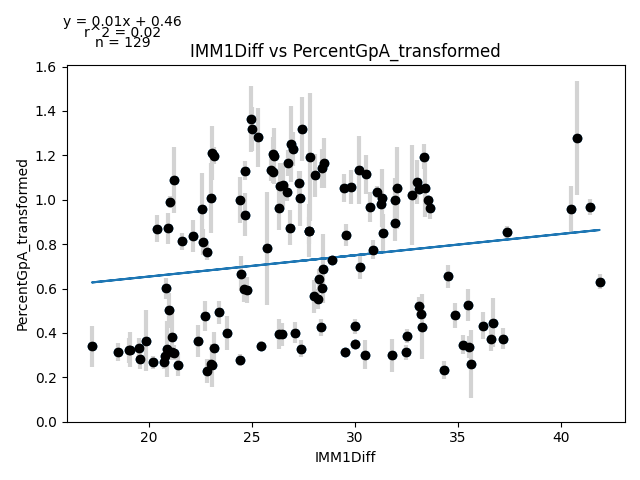 y = 0.01x + 0.46
r^2 = 0.02
n = 129
IMM1Diff vs PercentGpA_transformed
1.6
1.4
1.2
1.0
0.8
0.6
0.4
0.2
0.0
PercentGpA_transformed
20 25 30 35 40
IMM1Diff